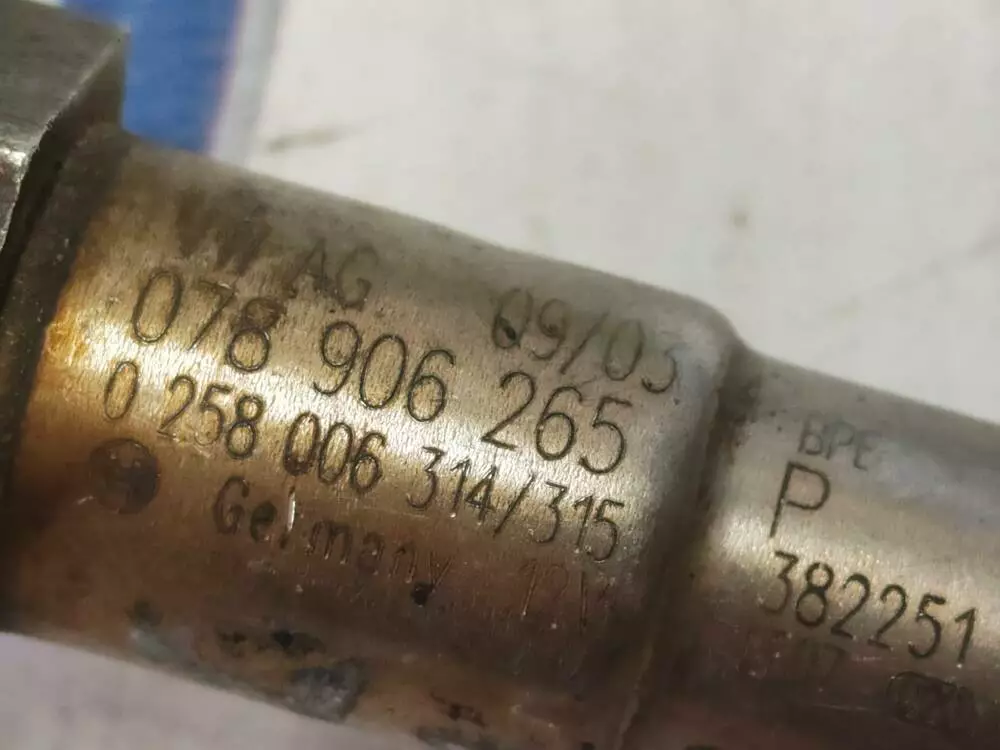 VW AG 09/03
078 906 265
0 258 006 314/315
Germany 12V
BPE
P
382251